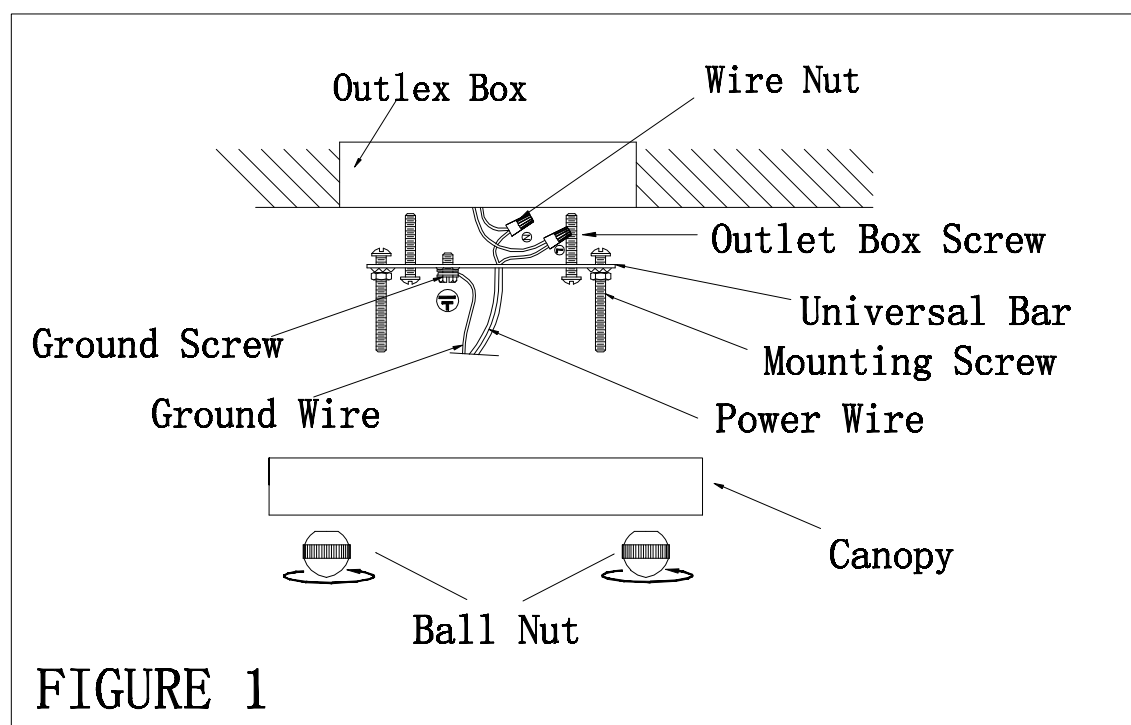 Outlex Box
Wire Nut
Outlet Box Screw
Universal Bar
Ground Screw
Mounting Screw
Ground Wire
Power Wire
Canopy
Ball Nut
FIGURE 1